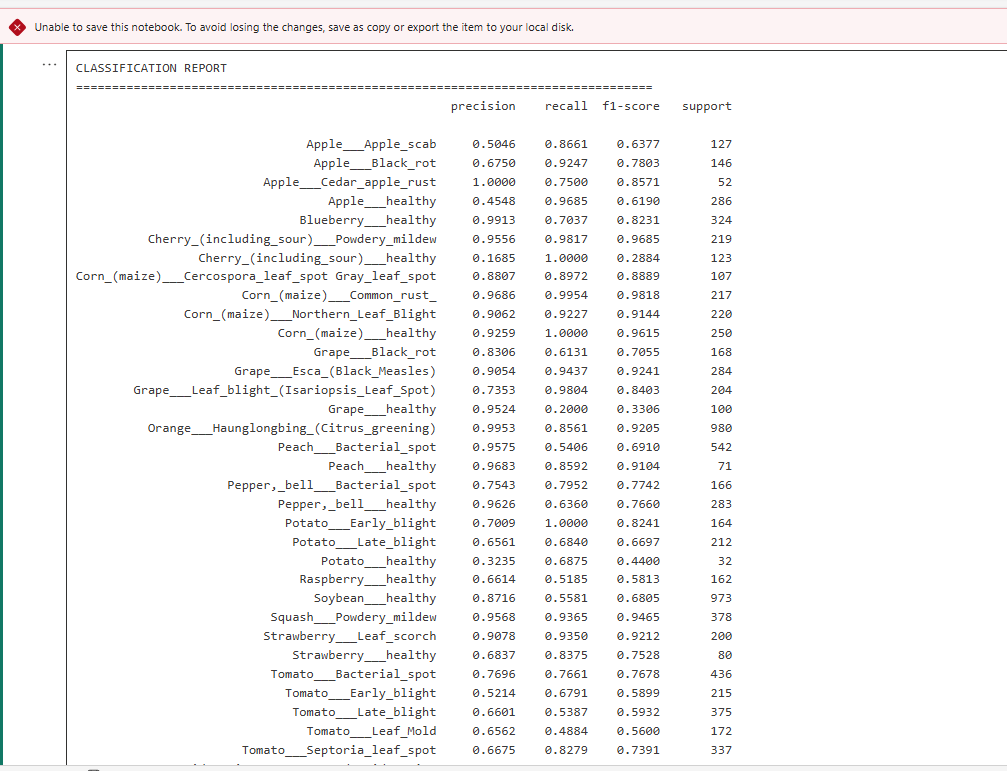 Unable to save this notebook. To avoid losing the changes, save as copy or export the item to your local disk.
CLASSIFICATION REPORT
================================================================================
precision recall f1-score support
Apple___Apple_scab 0.5046 0.8661 0.6377 127
Apple___Black_rot 0.6750 0.9247 0.7803 146
Apple___Cedar_apple_rust 1.0000 0.7500 0.8571 52
Apple___healthy 0.4548 0.9685 0.6190 286
Blueberry___healthy 0.9913 0.7037 0.8231 324
Cherry_(including_sour)___Powdery_mildew 0.9556 0.9817 0.9685 219
Cherry_(including_sour)___healthy 0.1685 1.0000 0.2884 123
Corn_(maize)___Cercospora_leaf_spot Gray_leaf_spot 0.8807 0.8972 0.8889 107
Corn_(maize)___Common_rust_ 0.9686 0.9954 0.9818 217
Corn_(maize)___Northern_Leaf_Blight 0.9062 0.9227 0.9144 220
Corn_(maize)___healthy 0.9259 1.0000 0.9615 250
Grape___Black_rot 0.8306 0.6131 0.7055 168
Grape___Esca_(Black_Measles) 0.9054 0.9437 0.9241 284
Grape___Leaf_blight_(Isariopsis_Leaf_Spot) 0.7353 0.9804 0.8403 204
Grape___healthy 0.9524 0.2000 0.3306 100
Orange___Haunglongbing_(Citrus_greening) 0.9953 0.8561 0.9205 980
Peach___Bacterial_spot 0.9575 0.5406 0.6910 542
Peach___healthy 0.9683 0.8592 0.9104 71
Pepper,_bell___Bacterial_spot 0.7543 0.7952 0.7742 166
Pepper,_bell___healthy 0.9626 0.6360 0.7660 283
Potato___Early_blight 0.7009 1.0000 0.8241 164
Potato___Late_blight 0.6561 0.6840 0.6697 212
Potato___healthy 0.3235 0.6875 0.4400 32
Raspberry___healthy 0.6614 0.5185 0.5813 162
Soybean___healthy 0.8716 0.5581 0.6805 973
Squash___Powdery_mildew 0.9568 0.9365 0.9465 378
Strawberry___Leaf_scorch 0.9078 0.9350 0.9212 200
Strawberry___healthy 0.6837 0.8375 0.7528 80
Tomato___Bacterial_spot 0.7696 0.7661 0.7678 436
Tomato___Early_blight 0.5214 0.6791 0.5899 215
Tomato___Late_blight 0.6601 0.5387 0.5932 375
Tomato___Leaf_Mold 0.6562 0.4884 0.5600 172
Tomato___Septoria_leaf_spot 0.6675 0.8279 0.7391 337